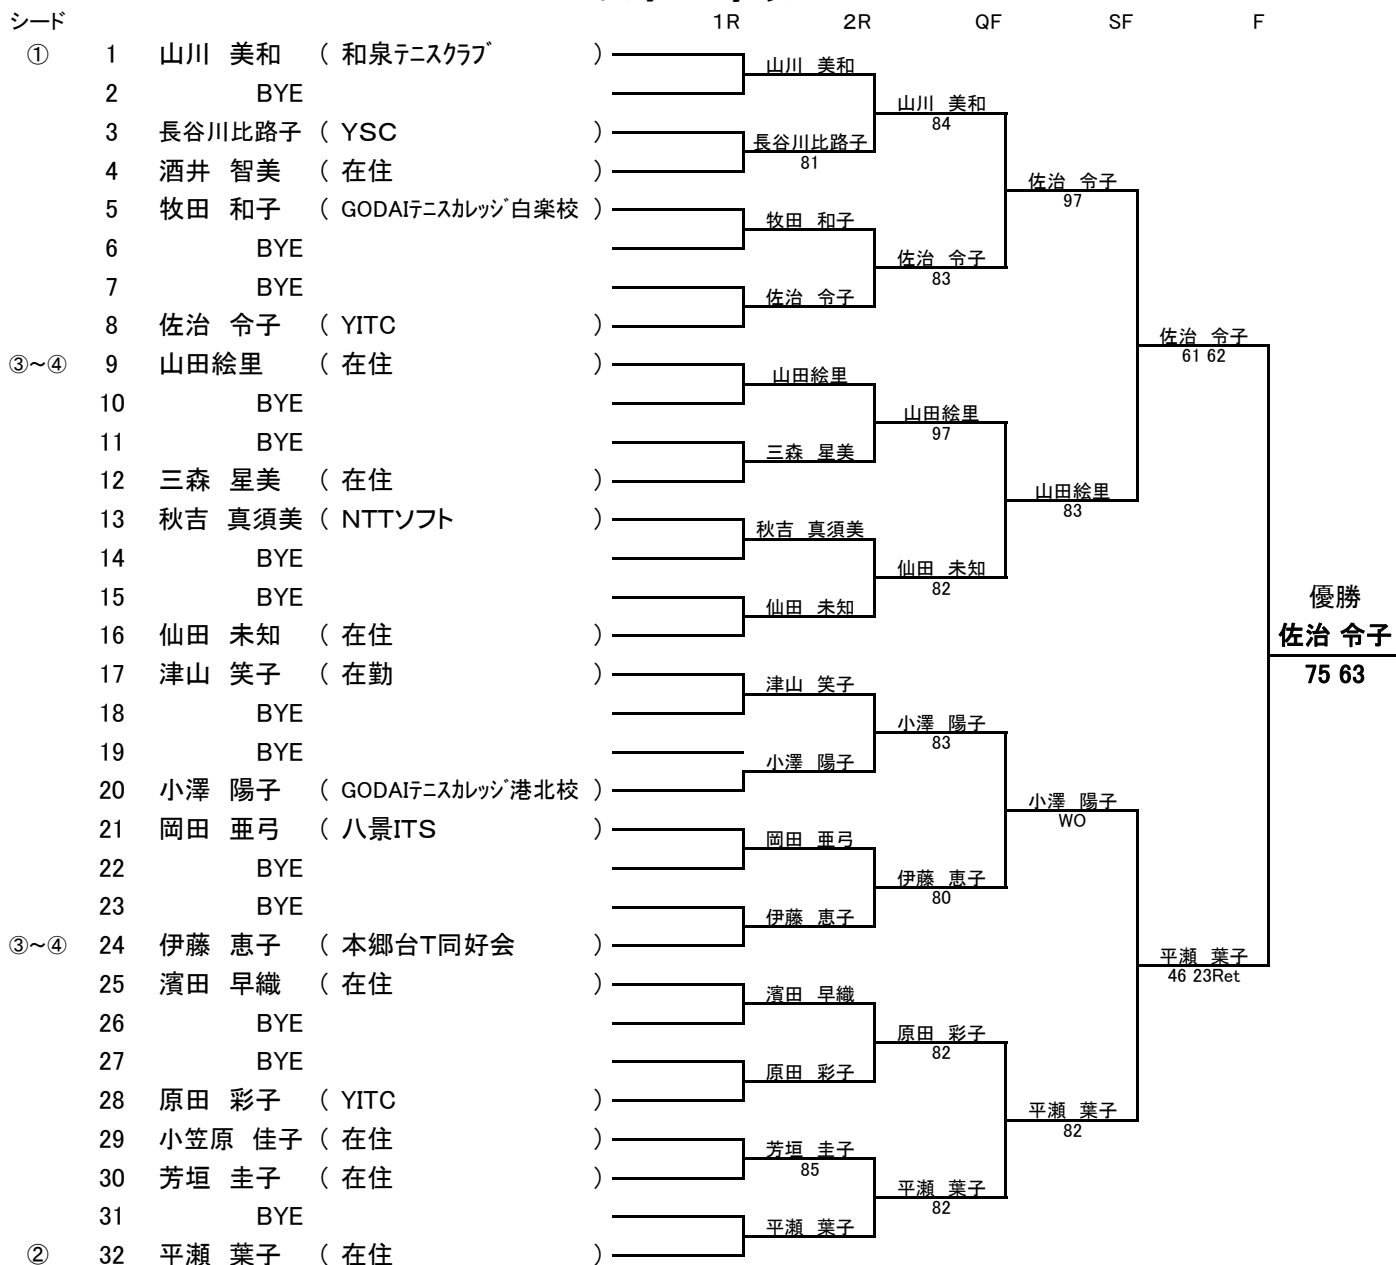 シード 1R 2R QF SF F
① 1 山川 美和 ( 和泉テニスクラブ )
山川 美和
2 BYE
山川 美和
84
3 長谷川比路子 ( YSC )
長谷川比路子
81
4 酒井 智美 ( 在住 )
佐治 令子
97
5 牧田 和子 ( GODAIテニスカレッジ白楽校 )
牧田 和子
6 BYE
佐治 令子
83
7 BYE
佐治 令子
8 佐治 令子 ( YITC )
佐治 令子
61 62
③～④ 9 山田絵里 ( 在住 )
山田絵里
10 BYE
山田絵里
97
11 BYE
三森 星美
12 三森 星美 ( 在住 )
山田絵里
83
13 秋吉 真須美 ( NTTソフト )
秋吉 真須美
14 BYE
仙田 未知
82
15 BYE
仙田 未知
16 仙田 未知 ( 在住 )
優勝
佐治 令子
75 63
17 津山 笑子 ( 在勤 )
津山 笑子
18 BYE
小澤 陽子
83
19 BYE
小澤 陽子
20 小澤 陽子 ( GODAIテニスカレッジ港北校 )
小澤 陽子
WO
21 岡田 亜弓 ( 八景ITS )
岡田 亜弓
22 BYE
伊藤 恵子
80
23 BYE
伊藤 恵子
③～④ 24 伊藤 恵子 ( 本郷台T同好会 )
平瀬 葉子
46 23Ret
25 濱田 早織 ( 在住 )
濱田 早織
26 BYE
原田 彩子
82
27 BYE
原田 彩子
28 原田 彩子 ( YITC )
平瀬 葉子
82
29 小笠原 佳子 ( 在住 )
芳垣 圭子
85
30 芳垣 圭子 ( 在住 )
平瀬 葉子
82
31 BYE
平瀬 葉子
② 32 平瀬 葉子 ( 在住 )